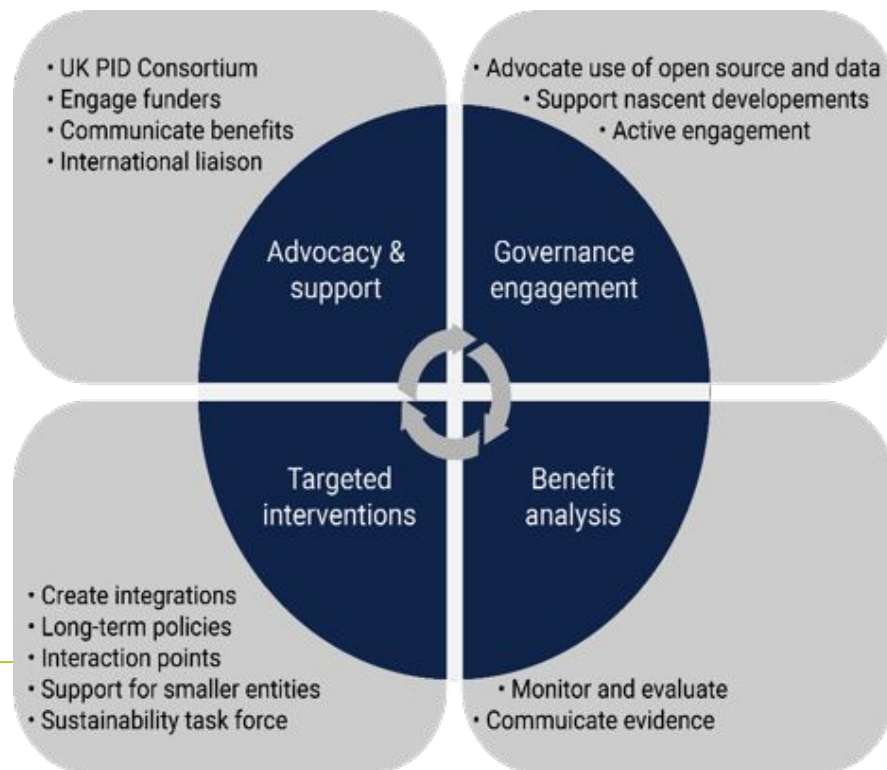 • UK PID Consortium
• Engage funders
• Communicate benefits
• International liaison
• Advocate use of open source and data
• Support nascent developements
• Active engagement
Advocacy &
support
Governance
engagement
Targeted
interventions
Benefit
analysis
• Create integrations
• Long-term policies
• Interaction points
• Support for smaller entities
• Sustainability task force
• Monitor and evaluate
• Commuicate evidence